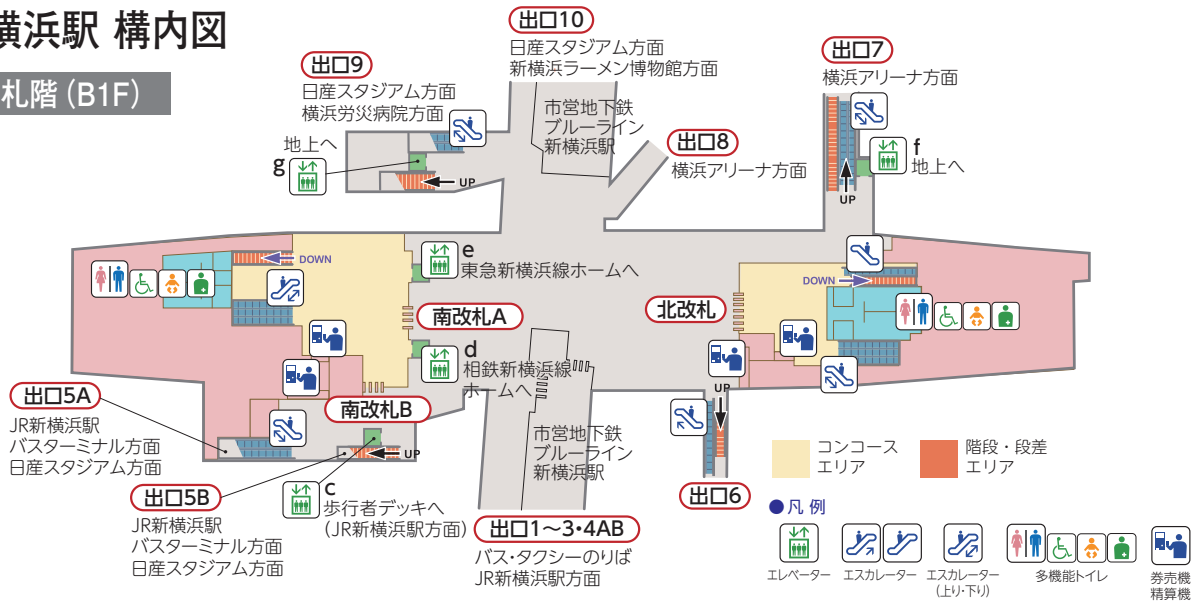 横浜駅 構内図
札階(B1F)
出口10
日産スタジアム方面
新横浜ラーメン博物館方面
出口9
日産スタジアム方面
横浜労災病院方面
出口7
横浜アリーナ方面
市営地下鉄
ブルーライン
新横浜駅
出口8
横浜アリーナ方面
地上へ
g
UP
f
地上へ
UP
DOWN
e
東急新横浜線ホームへ
南改札A
d
相鉄新横浜線
ホームへ
南改札B
DOWN
北改札
出口5A
JR新横浜駅
バスターミナル方面
日産スタジアム方面
UP
出口5B
JR新横浜駅
バスターミナル方面
日産スタジアム方面
c
歩行者デッキへ
(JR新横浜駅方面)
市営地下鉄
ブルーライン
新横浜駅
出口1~3・4AB
バス・タクシーのりば
JR新横浜駅方面
UP
出口6
コンコース
エリア
階段・段差
エリア
●凡例
エレベーター
エスカレーター
エスカレーター
(上り・下り)
多機能トイレ
券売機
精算機